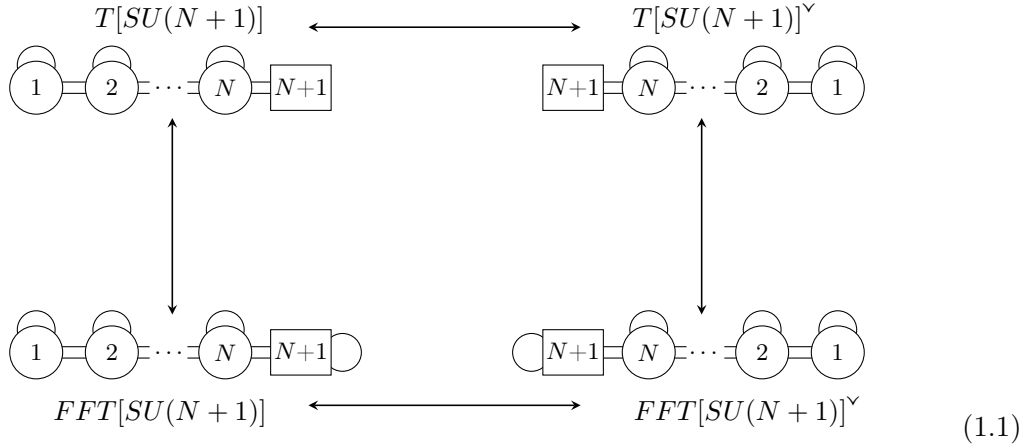 T[SU(N + 1)] T[SU(N + 1)]^∨
1 2 ··· N N+1 N+1 N ··· 2 1
1 2 ··· N N+1 N+1 N ··· 2 1
FFT[SU(N + 1)] FFT[SU(N + 1)]^∨
(1.1)